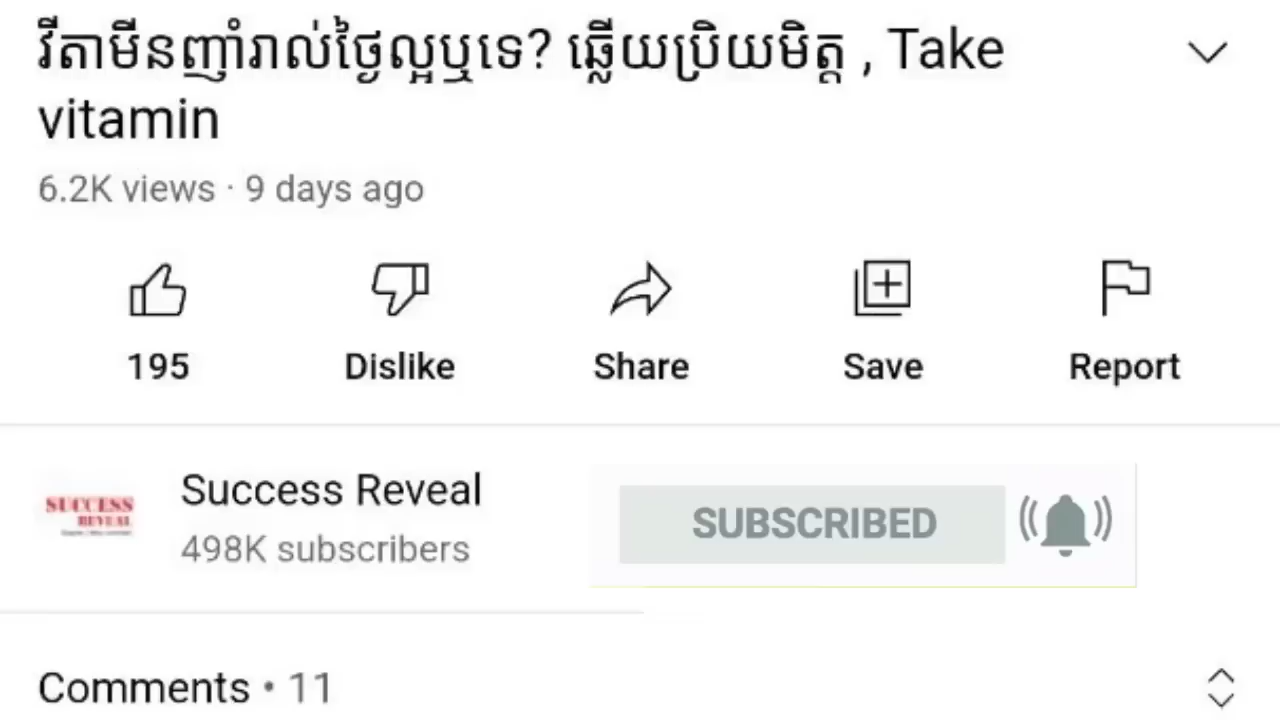 វីតាមីនញ៉ាំរាល់ថ្ងៃល្អឬទេ? ឆ្លើយប្រិយមិត្ត , Take
vitamin
6.2K views · 9 days ago
195
Dislike
Share
Save
Report
SUCCESS
REVEAL
Success Reveal
498K subscribers
SUBSCRIBED
Comments • 11